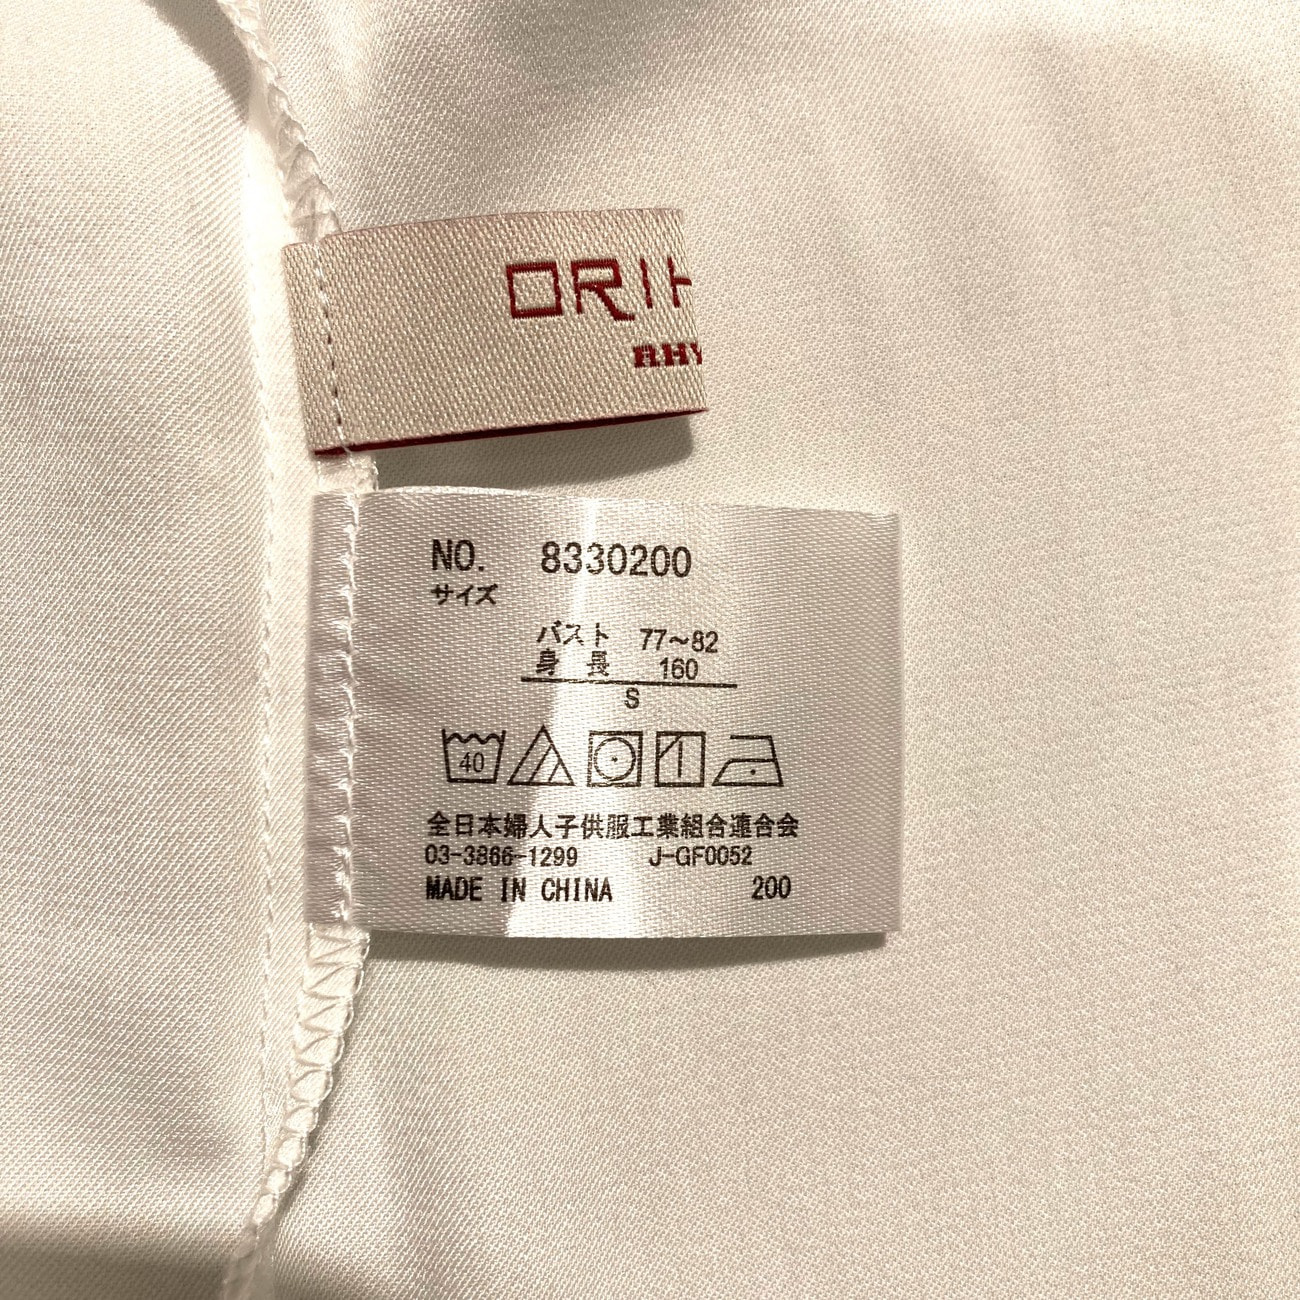 ORIH
RHY
NO. 8330200
サイズ
バスト 77～82
身長 160
S
40
全日本婦人子供服工業組合連合会
03-3866-1299 J-GF0052
MADE IN CHINA 200